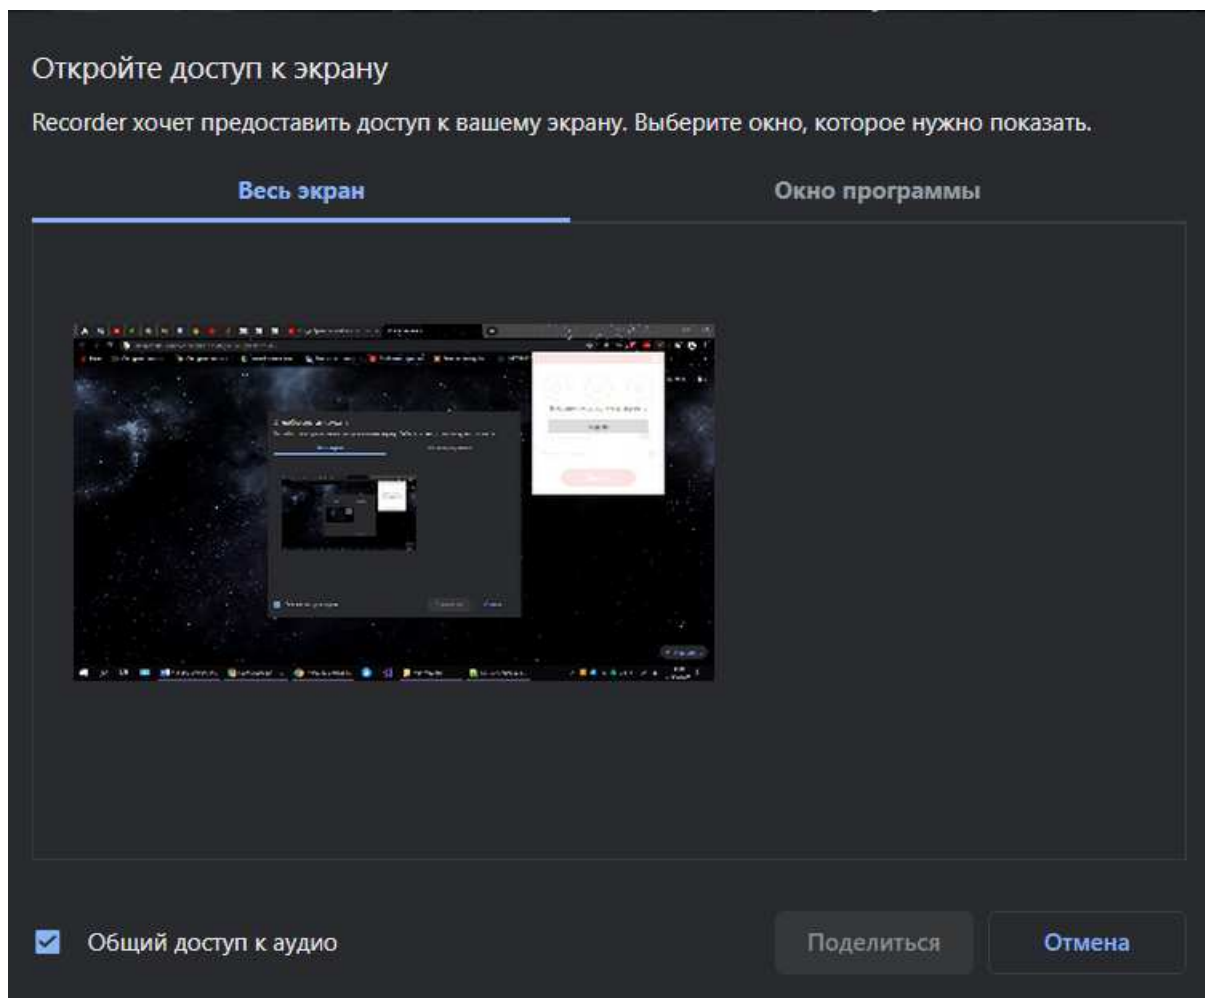 Откройте доступ к экрану
Recorder хочет предоставить доступ к вашему экрану. Выберите окно, которое нужно показать.
Весь экран
Окно программы
Общий доступ к аудио
Поделиться
Отмена